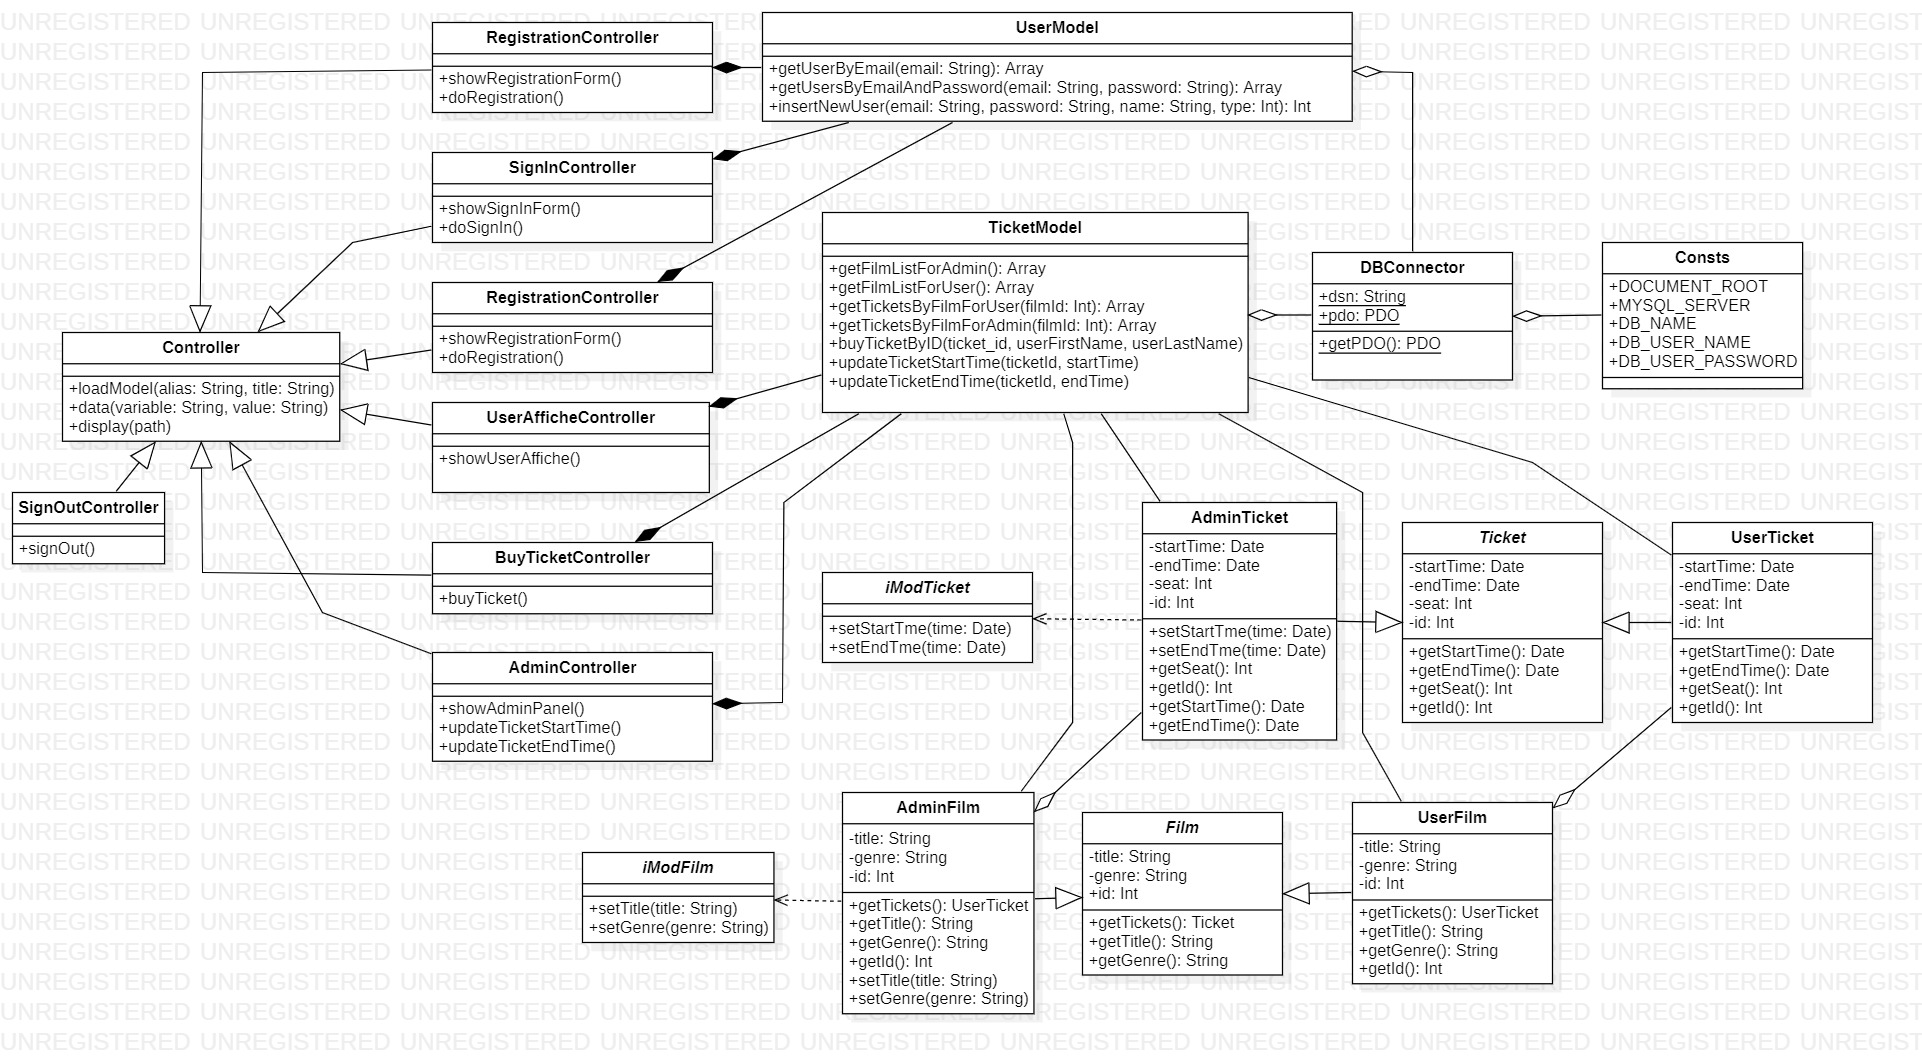 RegistrationController
+showRegistrationForm()
+doRegistration()
UserModel
+getUserByEmail(email: String): Array
+getUsersByEmailAndPassword(email: String, password: String): Array
+insertNewUser(email: String, password: String, name: String, type: Int): Int
SignInController
+showSignInForm()
+doSignIn()
RegistrationController
+showRegistrationForm()
+doRegistration()
TicketModel
+getFilmListForAdmin(): Array
+getFilmListForUser(): Array
+getTicketsByFilmForUser(filmId: Int): Array
+getTicketsByFilmForAdmin(filmId: Int): Array
+buyTicketByID(ticket_id, userFirstName, userLastName)
+updateTicketStartTime(ticketId, startTime)
+updateTicketEndTime(ticketId, endTime)
DBConnector
+dsn: String
+pdo: PDO
+getPDO(): PDO
Consts
+DOCUMENT_ROOT
+MYSQL_SERVER
+DB_NAME
+DB_USER_NAME
+DB_USER_PASSWORD
Controller
+loadModel(alias: String, title: String)
+data(variable: String, value: String)
+display(path)
UserAfficheController
+showUserAffiche()
SignOutController
+signOut()
BuyTicketController
+buyTicket()
AdminController
+showAdminPanel()
+updateTicketStartTime()
+updateTicketEndTime()
iModTicket
+setStartTme(time: Date)
+setEndTme(time: Date)
AdminTicket
-startTime: Date
-endTime: Date
-seat: Int
-id: Int
+setStartTme(time: Date)
+setEndTme(time: Date)
+getSeat(): Int
+getId(): Int
+getStartTime(): Date
+getEndTime(): Date
Ticket
-startTime: Date
-endTime: Date
-seat: Int
-id: Int
+getStartTime(): Date
+getEndTime(): Date
+getSeat(): Int
+getId(): Int
UserTicket
-startTime: Date
-endTime: Date
-seat: Int
-id: Int
+getStartTime(): Date
+getEndTime(): Date
+getSeat(): Int
+getId(): Int
iModFilm
+setTitle(title: String)
+setGenre(genre: String)
AdminFilm
-title: String
-genre: String
-id: Int
+getTickets(): UserTicket
+getTitle(): String
+getGenre(): String
+getId(): Int
+setTitle(title: String)
+setGenre(genre: String)
Film
-title: String
-genre: String
+id: Int
+getTickets(): Ticket
+getTitle(): String
+getGenre(): String
UserFilm
-title: String
-genre: String
-id: Int
+getTickets(): UserTicket
+getTitle(): String
+getGenre(): String
+getId(): Int
UNREGISTERED